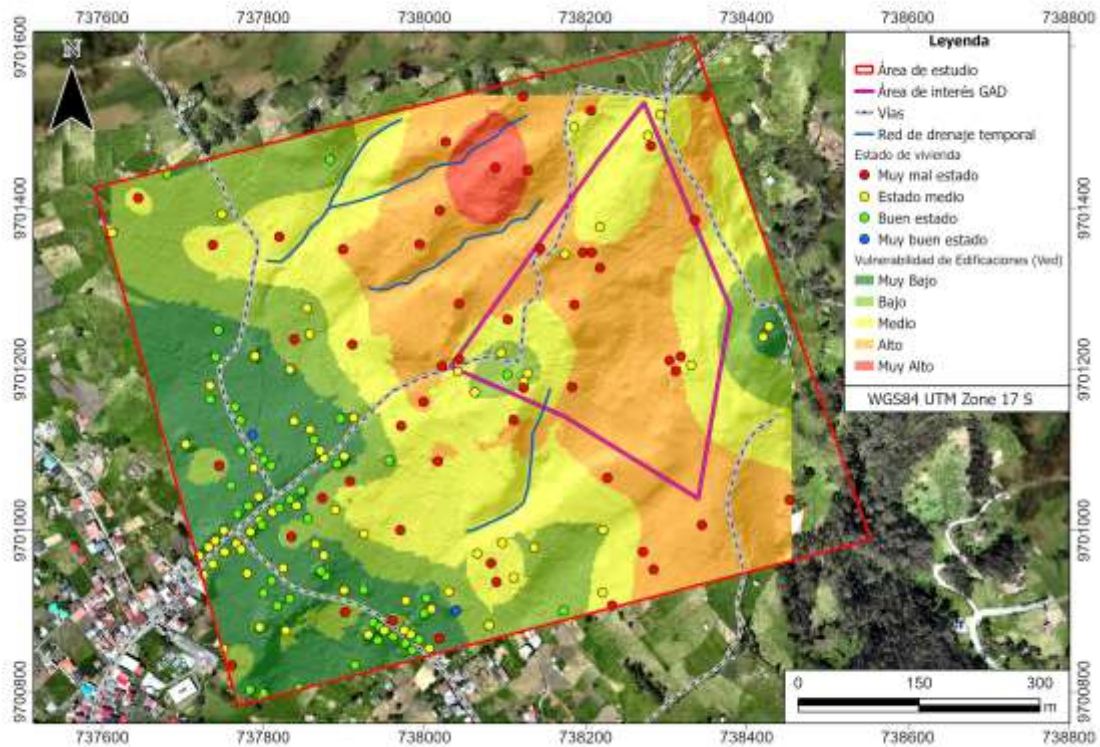 737600 737800 738000 738200 738400 738600 738800
9701600
9701400
9701200
9701000
9700800
N
Leyenda
Área de estudio
Área de interés GAD
Vías
Red de drenaje temporal
Estado de vivienda
Muy mal estado
Estado medio
Buen estado
Muy buen estado
Vulnerabilidad de Edificaciones (Ved)
Muy Bajo
Bajo
Medio
Alto
Muy Alto
WGS84 UTM Zone 17 S
9701400
9701200
9701000
9700800
0 150 300
m
737600 737800 738000 738200 738400 738600 738800